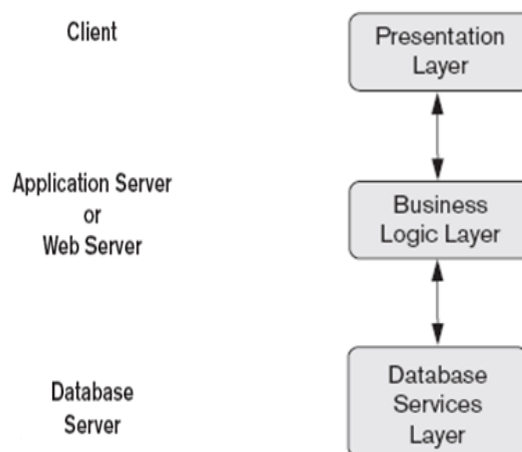 Client
Presentation
Layer
Application Server
or
Web Server
Business
Logic Layer
Database
Server
Database
Services
Layer